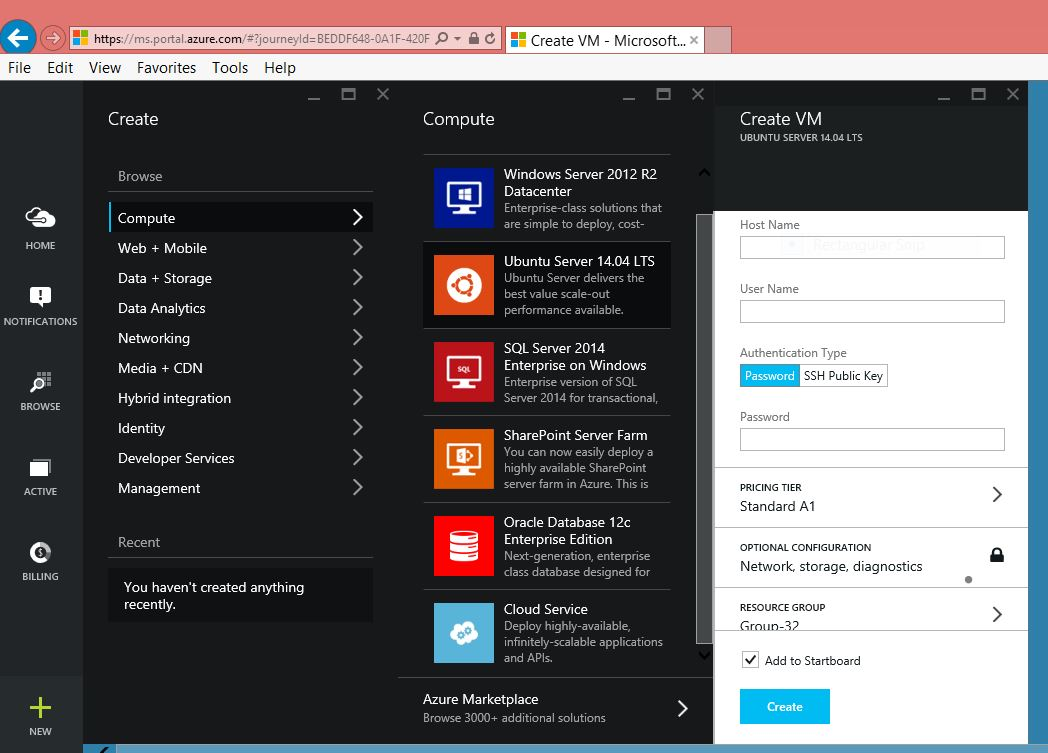 https://ms.portal.azure.com/#?journeyId=BEDDF648-0A1F-420F
Create VM - Microsoft...
File Edit View Favorites Tools Help
HOME
NOTIFICATIONS
BROWSE
ACTIVE
BILLING
NEW
Create
Browse
Compute
Web + Mobile
Data + Storage
Data Analytics
Networking
Media + CDN
Hybrid integration
Identity
Developer Services
Management
Recent
You haven't created anything
recently.
Compute
Windows Server 2012 R2
Datacenter
Enterprise-class solutions that
are simple to deploy, cost-
Ubuntu Server 14.04 LTS
Ubuntu Server delivers the
best value scale-out
performance available.
SQL
SQL Server 2014
Enterprise on Windows
Enterprise version of SQL
Server 2014 for transactional,
SharePoint Server Farm
You can now easily deploy a
highly available SharePoint
server farm in Azure. This is
Oracle Database 12c
Enterprise Edition
Next-generation, enterprise
class database designed for
Cloud Service
Deploy highly-available,
infinitely-scalable applications
and APIs.
Azure Marketplace
Browse 3000+ additional solutions
Create VM
UBUNTU SERVER 14.04 LTS
Host Name
Rectangular Snip
User Name
Authentication Type
Password SSH Public Key
Password
PRICING TIER
Standard A1
OPTIONAL CONFIGURATION
Network, storage, diagnostics
RESOURCE GROUP
Group-32
Add to Startboard
Create